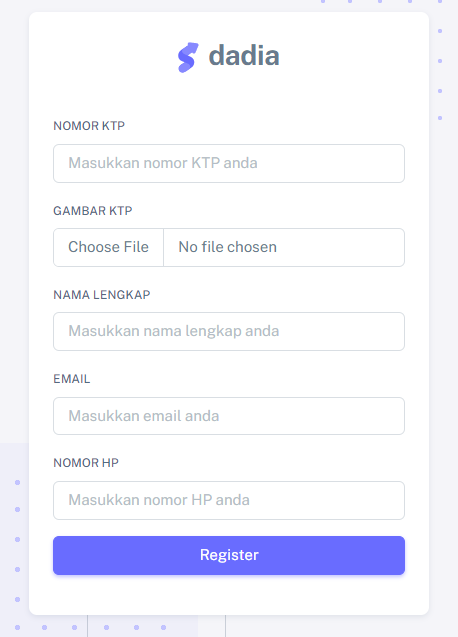 dadia
NOMOR KTP
Masukkan nomor KTP anda
GAMBAR KTP
Choose File No file chosen
NAMA LENGKAP
Masukkan nama lengkap anda
EMAIL
Masukkan email anda
NOMOR HP
Masukkan nomor HP anda
Register